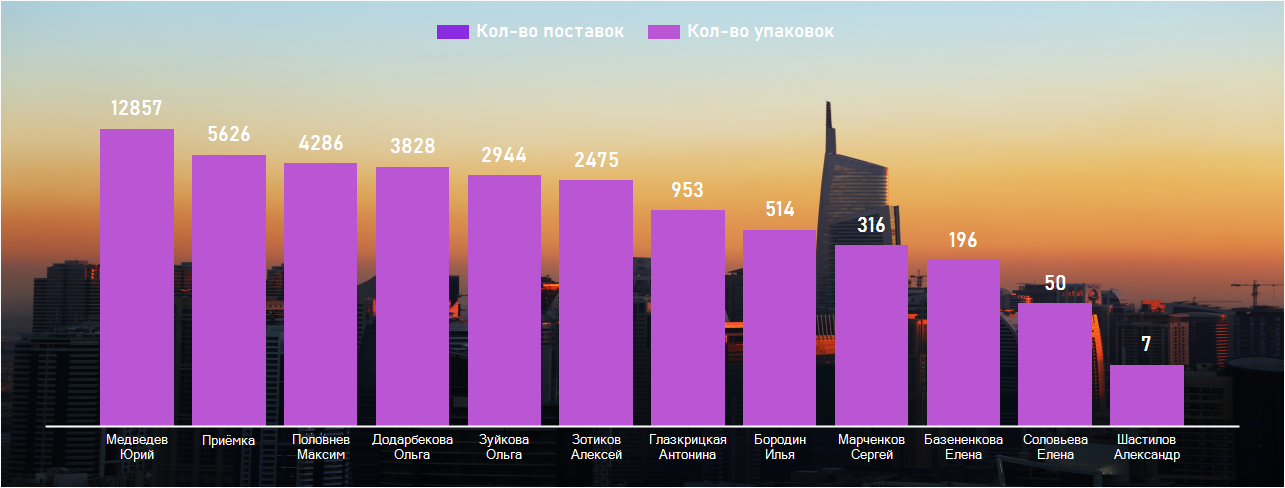 Кол-во поставок Кол-во упаковок
12857
5626
4286
3828
2944
2475
953
514
316
196
50
7
Медведев
Юрий
Приёмка
Половнев
Максим
Додарбекова
Ольга
Зуйкова
Ольга
Зотиков
Алексей
Глазкрицкая
Антонина
Бородин
Илья
Марченков
Сергей
Базененкова
Елена
Соловьева
Елена
Шастилов
Александр